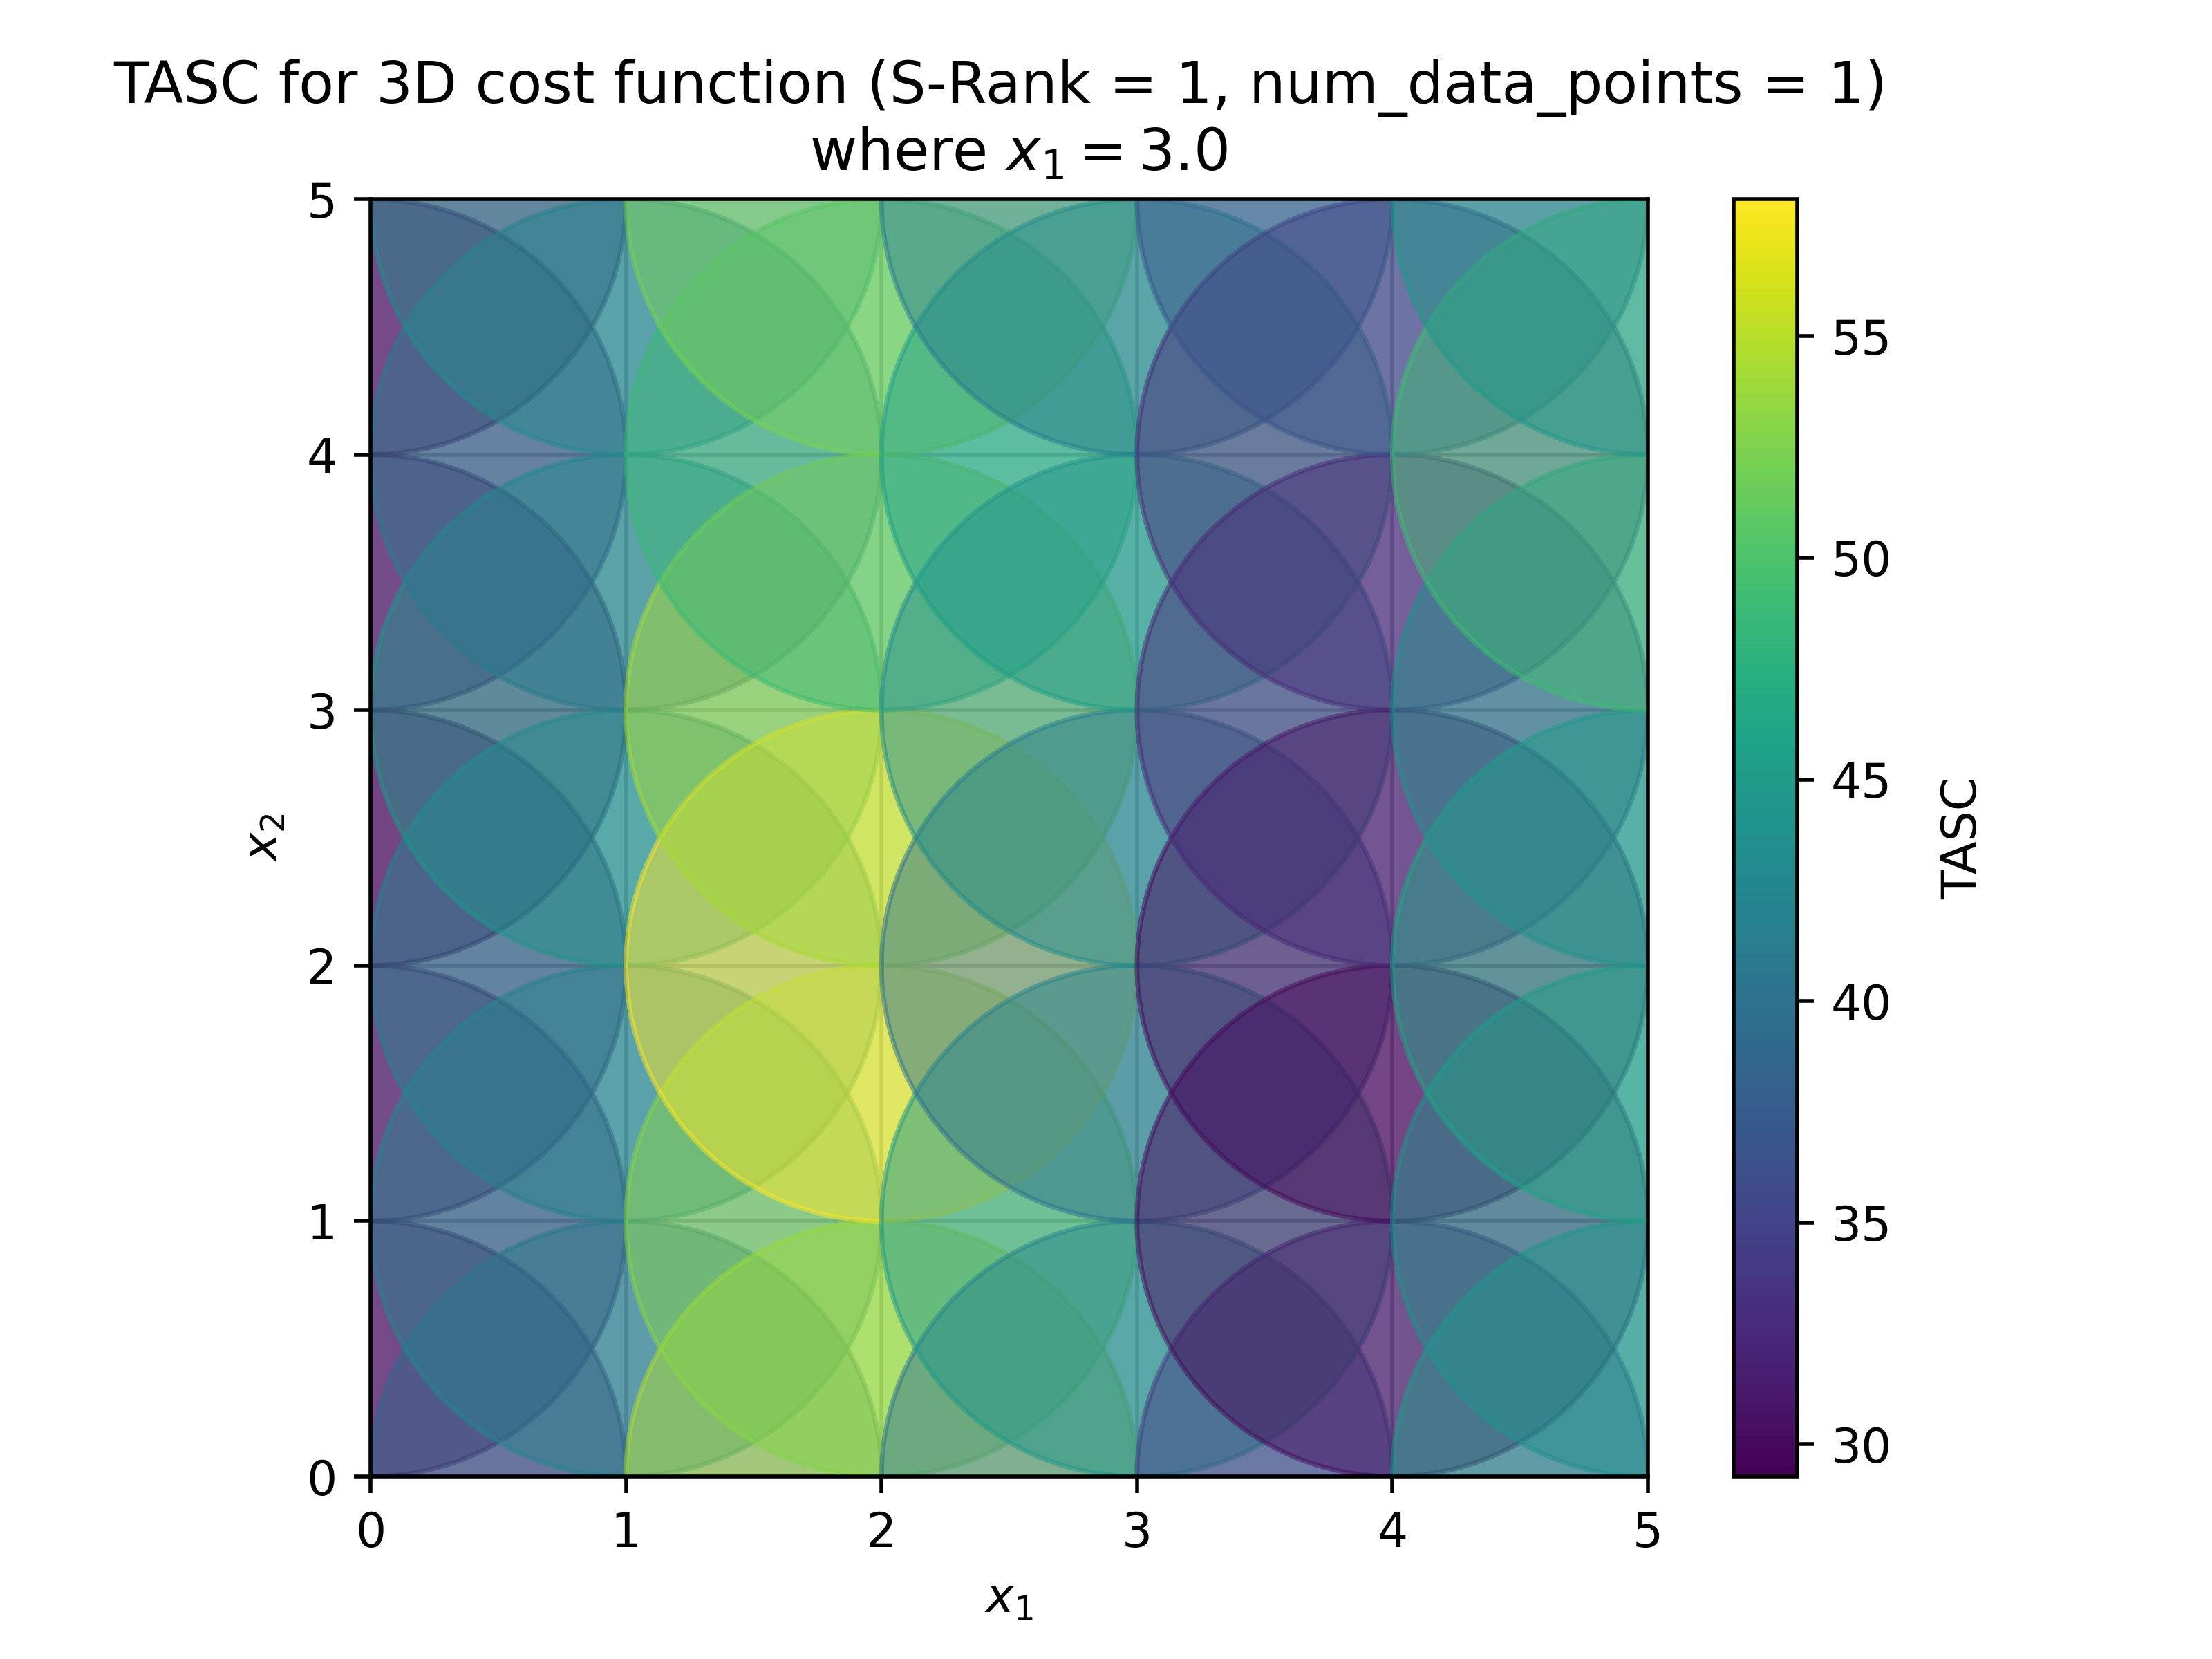 TASC for 3D cost function (S-Rank = 1, num_data_points = 1)
where x₁ = 3.0
5
4
3
2
1
0
x₂
0 1 2 3 4 5
x₁
55
50
45
40
35
30
TASC